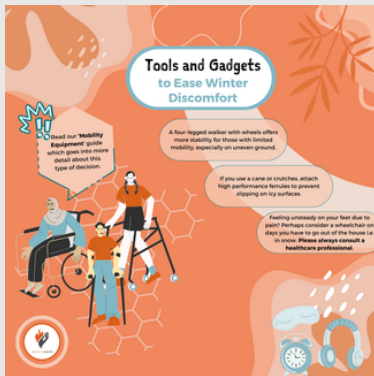 Tools and Gadgets
to Ease Winter
Discomfort
Read our "Mobility
Equipment" guide
which goes into more
detail about this
type of decision.
A four-legged walker with wheels offers
more stability for those with limited
mobility, especially on uneven ground.
If you use a cane or crutches, attach
high performance ferrules to prevent
slipping on icy surfaces.
Feeling unsteady on your feet due to
pain? Perhaps consider a wheelchair on
days you have to go out of the house i.e.
in snow. Please always consult a
healthcare professional.